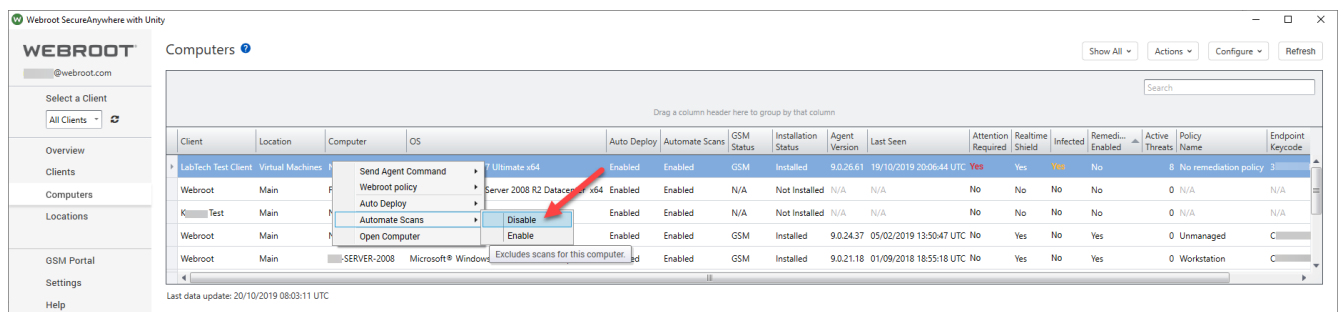 Webroot SecureAnywhere with Unity
WEBROOT
@webroot.com
Select a Client
All Clients
Overview
Clients
Computers
Locations
GSM Portal
Settings
Help
Computers ?
Show All Actions Configure Refresh
Search
Drag a column header here to group by that column
Client Location Computer OS Auto Deploy Automate Scans GSM Status Installation Status Agent Version Last Seen Attention Required Realtime Shield Infected Remedi... Enabled Active Threats Policy Name Endpoint Keycode
LabTech Test Client Virtual Machines 7 Ultimate x64 Enabled Enabled GSM Installed 9.0.26.61 19/10/2019 20:06:44 UTC Yes Yes Yes No 8 No remediation policy 3
Webroot Main Server 2008 R2 Datacenter x64 Enabled Enabled N/A Not Installed N/A N/A No No No No 0 N/A N/A
K Test Main Enabled Enabled N/A Not Installed N/A N/A No No No No 0 N/A N/A
Webroot Main Enabled GSM Installed 9.0.24.37 05/02/2019 13:50:47 UTC No Yes No Yes 0 Unmanaged C
Webroot Main -SERVER-2008 Microsoft® Windows Enabled GSM Installed 9.0.21.18 01/09/2018 18:55:18 UTC No Yes No Yes 0 Workstation C
Send Agent Command
Webroot policy
Auto Deploy
Automate Scans
Open Computer
Disable
Enable
Excludes scans for this computer.
Last data update: 20/10/2019 08:03:11 UTC